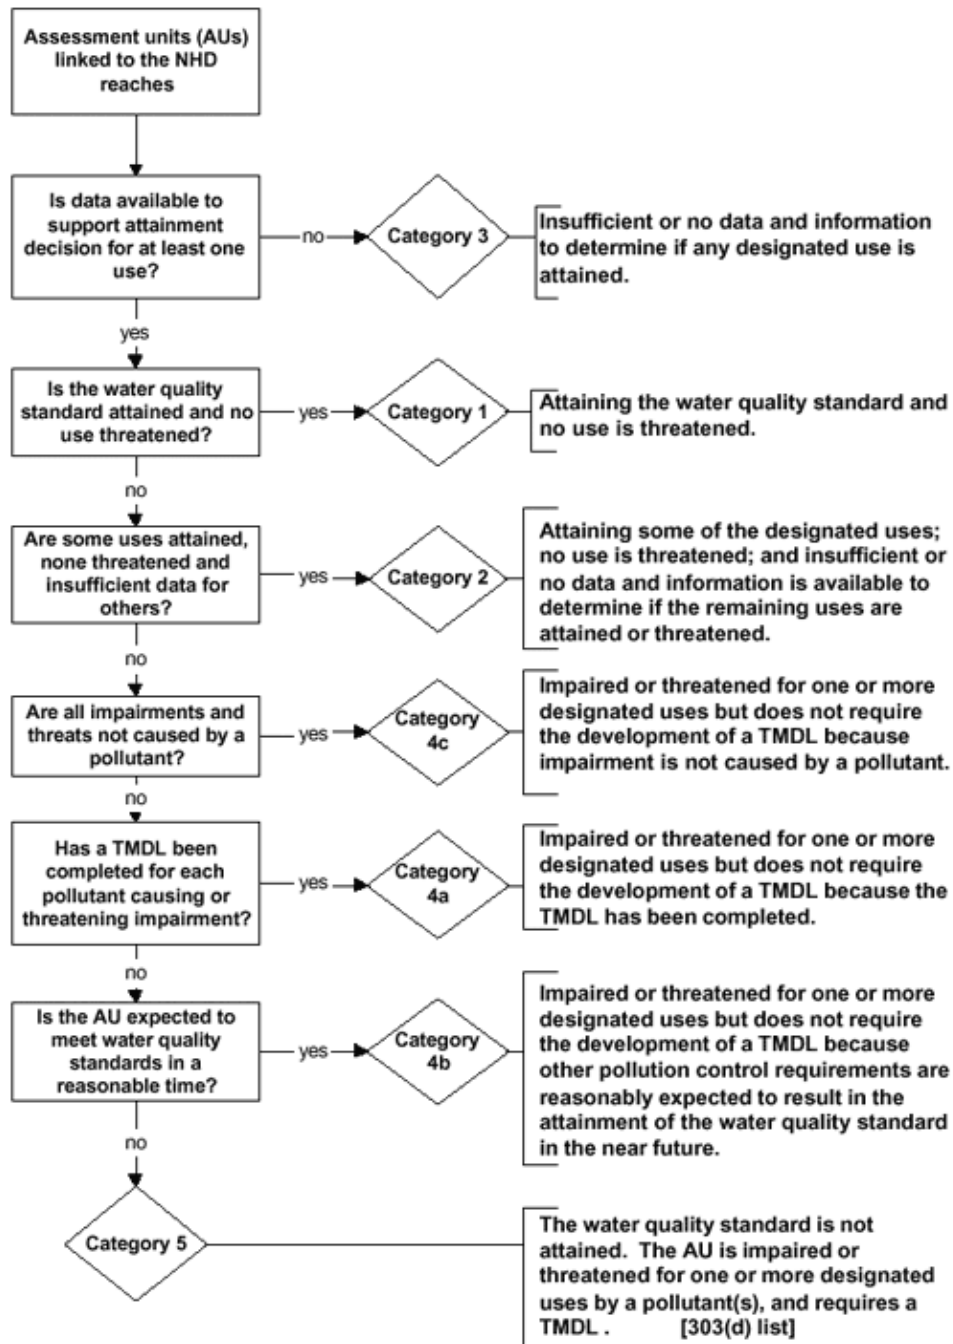 Assessment units (AUs)
linked to the NHD
reaches
Is data available to
support attainment
decision for at least one
use?
no
Category 3
Insufficient or no data and information
to determine if any designated use is
attained.
yes
Is the water quality
standard attained and no
use threatened?
yes
Category 1
Attaining the water quality standard and
no use is threatened.
no
Are some uses attained,
none threatened and
insufficient data for
others?
yes
Category 2
Attaining some of the designated uses;
no use is threatened; and insufficient or
no data and information is available to
determine if the remaining uses are
attained or threatened.
no
Are all impairments and
threats not caused by a
pollutant?
yes
Category
4c
Impaired or threatened for one or more
designated uses but does not require
the development of a TMDL because
impairment is not caused by a pollutant.
no
Has a TMDL been
completed for each
pollutant causing or
threatening impairment?
yes
Category
4a
Impaired or threatened for one or more
designated uses but does not require
the development of a TMDL because the
TMDL has been completed.
no
Is the AU expected to
meet water quality
standards in a
reasonable time?
yes
Category
4b
Impaired or threatened for one or more
designated uses but does not require
the development of a TMDL because
other pollution control requirements are
reasonably expected to result in the
attainment of the water quality standard
in the near future.
no
Category 5
The water quality standard is not
attained. The AU is impaired or
threatened for one or more designated
uses by a pollutant(s), and requires a
TMDL . [303(d) list]